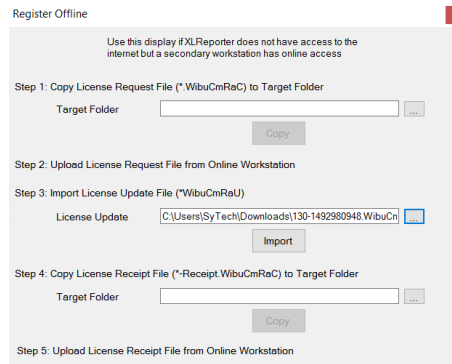 Register Offline
Use this display if XLReporter does not have access to the
internet but a secondary workstation has online access
Step 1: Copy License Request File (*.WibuCmRaC) to Target Folder
Target Folder ...
Copy
Step 2: Upload License Request File from Online Workstation
Step 3: Import License Update File (*WibuCmRaU)
License Update C:\Users\SyTech\Downloads\130-1492980948.WibuCn ...
Import
Step 4: Copy License Receipt File (*-Receipt.WibuCmRaC) to Target Folder
Target Folder ...
Copy
Step 5: Upload License Receipt File from Online Workstation